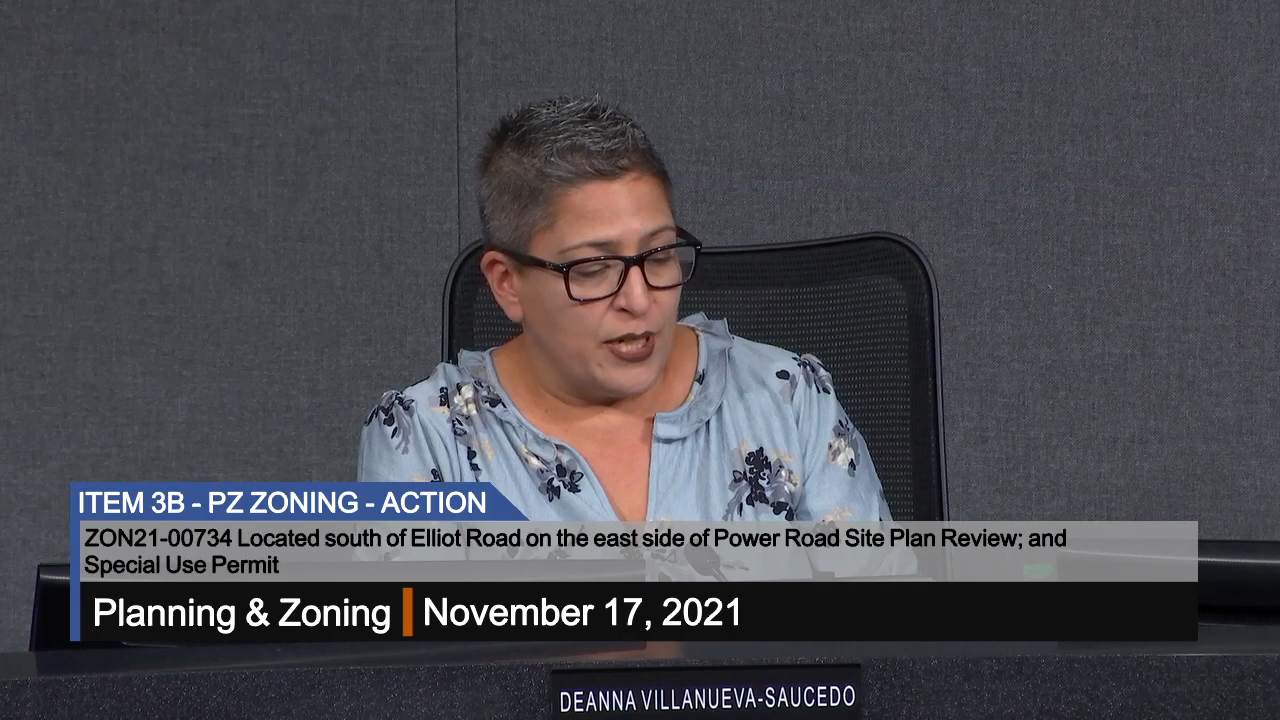 ITEM 3B - PZ ZONING - ACTION
ZON21-00734 Located south of Elliot Road on the east side of Power Road Site Plan Review; and
Special Use Permit
Planning & Zoning November 17, 2021
DEANNA VILLANUEVA-SAUCEDO